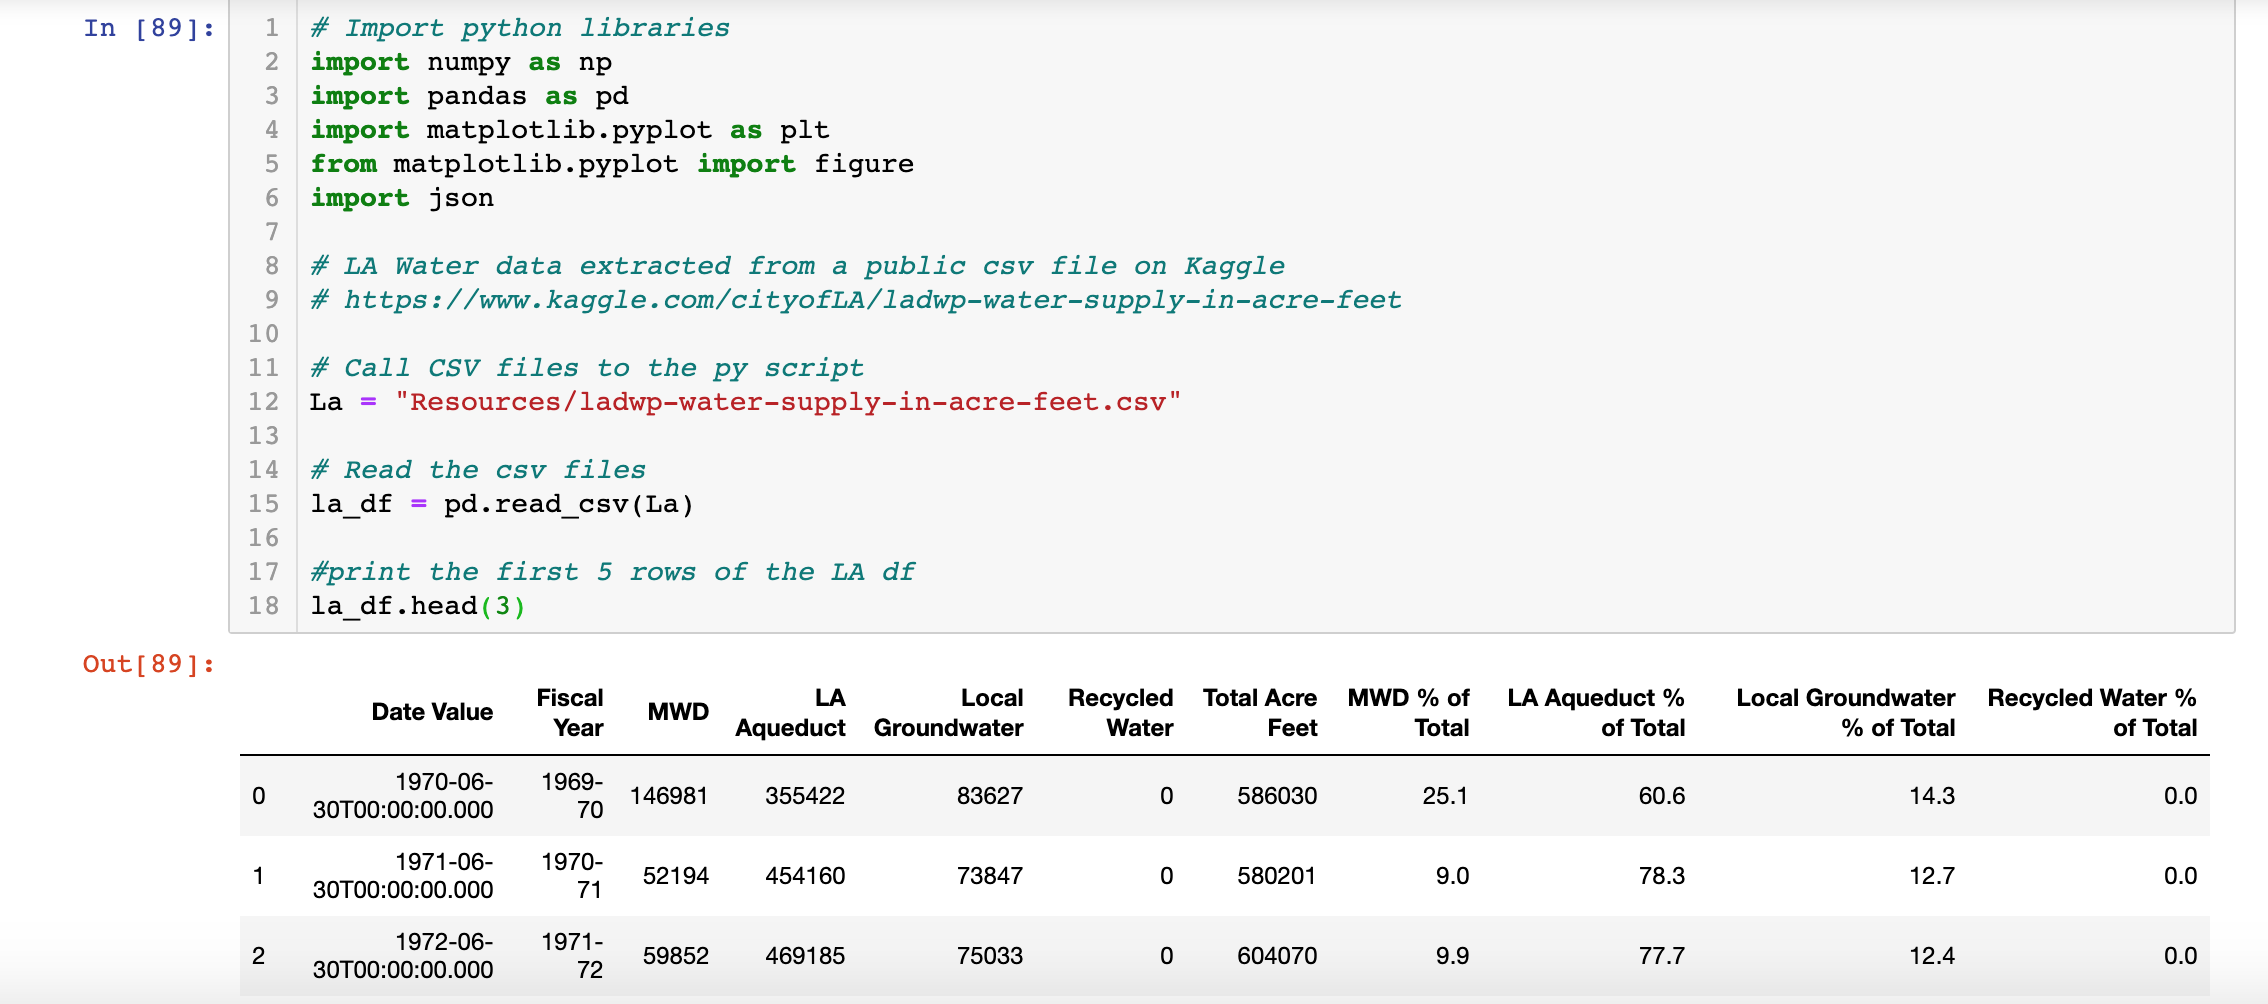 In [89]:
1 # Import python libraries
2 import numpy as np
3 import pandas as pd
4 import matplotlib.pyplot as plt
5 from matplotlib.pyplot import figure
6 import json
7
8 # LA Water data extracted from a public csv file on Kaggle
9 # https://www.kaggle.com/cityofLA/ladwp-water-supply-in-acre-feet
10
11 # Call CSV files to the py script
12 La = "Resources/ladwp-water-supply-in-acre-feet.csv"
13
14 # Read the csv files
15 la_df = pd.read_csv(La)
16
17 #print the first 5 rows of the LA df
18 la_df.head(3)
Out[89]:
Date Value Fiscal Year MWD LA Aqueduct Local Groundwater Recycled Water Total Acre Feet MWD % of Total LA Aqueduct % of Total Local Groundwater % of Total Recycled Water % of Total
0 1970-06-30T00:00:00.000 1969-70 146981 355422 83627 0 586030 25.1 60.6 14.3 0.0
1 1971-06-30T00:00:00.000 1970-71 52194 454160 73847 0 580201 9.0 78.3 12.7 0.0
2 1972-06-30T00:00:00.000 1971-72 59852 469185 75033 0 604070 9.9 77.7 12.4 0.0